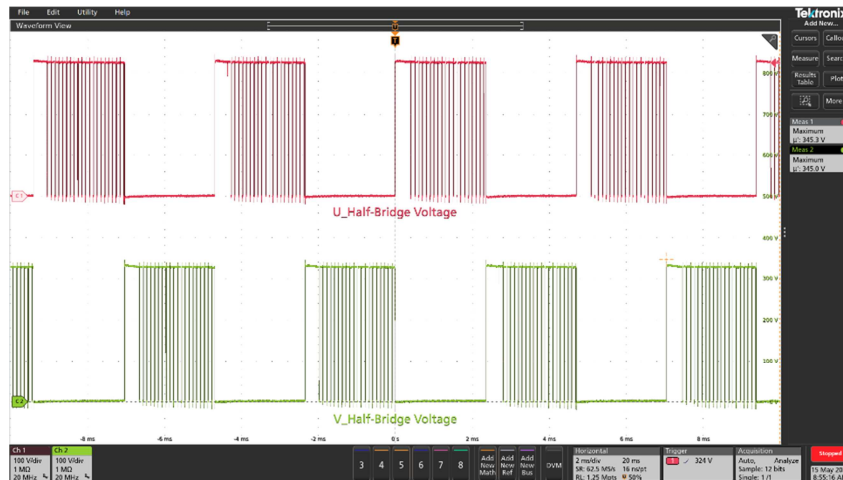 File Edit Utility Help
Tektronix
Waveform View
Add New...
T
Cursors Callou
Measure Searc
Results Table Plot
More
Meas 1
Maximum
µ': 345.3 V
Meas 2
Maximum
µ': 345.0 V
800 V
700 V
600 V
C1
500 V
U_Half-Bridge Voltage
400 V
300 V
200 V
100 V
C2
V_Half-Bridge Voltage
-8 ms -6 ms -4 ms -2 ms 0 s 2 ms 4 ms 6 ms 8 ms
Ch 1
100 V/div
1 MΩ
20 MHz
Ch 2
100 V/div
1 MΩ
20 MHz
3 4 5 6 7 8
Add New Math
Add New Ref
Add New Bus
DVM
Horizontal
2 ms/div 20 ms
SR: 62.5 MS/s 16 ns/pt
RL: 1.25 Mpts 50%
Trigger
1 324 V
Acquisition
Auto, Analyze
Sample: 12 bits
Single: 1/1
Stopped
15 May 20
8:55:16 A